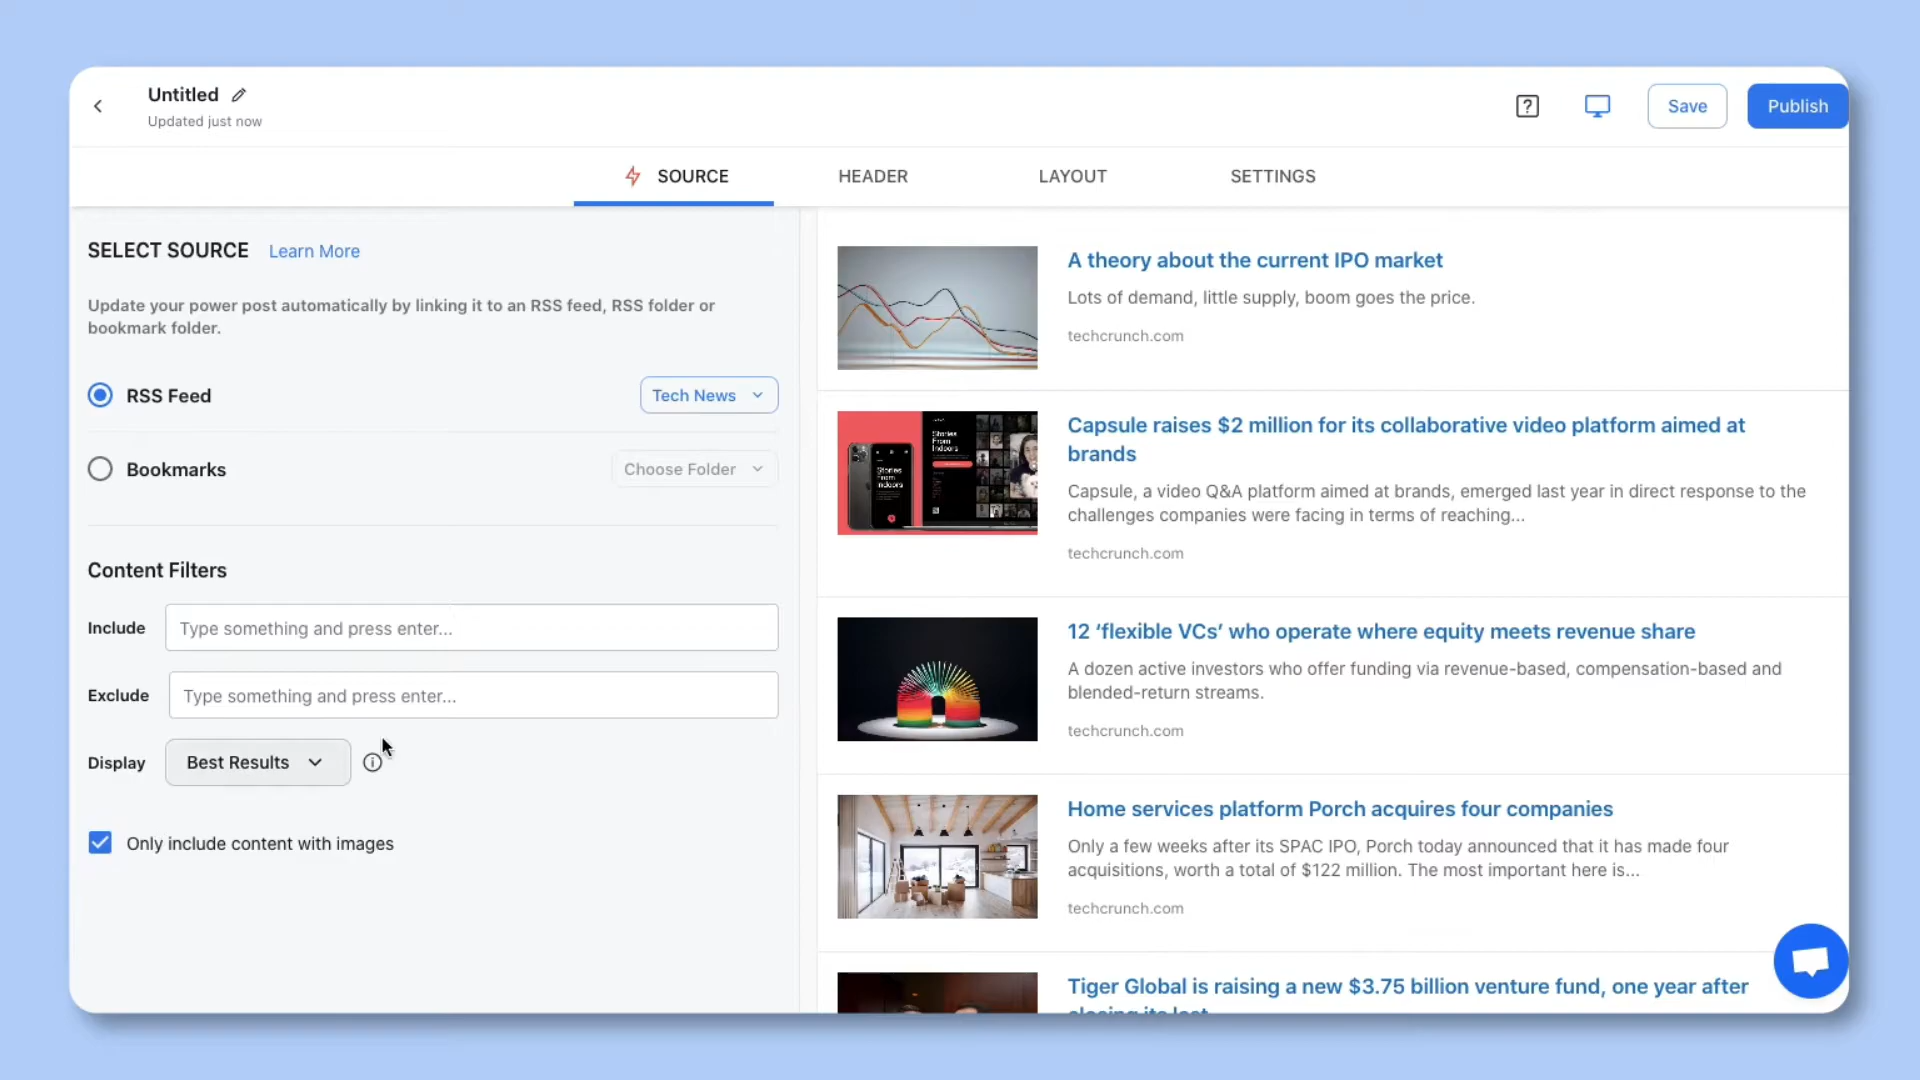 Untitled
Updated just now
Save
Publish
SOURCE
HEADER
LAYOUT
SETTINGS
SELECT SOURCE Learn More
Update your power post automatically by linking it to an RSS feed, RSS folder or
bookmark folder.
RSS Feed
Tech News
Bookmarks
Choose Folder
Content Filters
Include
Type something and press enter...
Exclude
Type something and press enter...
Display
Best Results
Only include content with images
A theory about the current IPO market
Lots of demand, little supply, boom goes the price.
techcrunch.com
Stories
From
Indoors
Stories
From
Indoors
Capsule raises $2 million for its collaborative video platform aimed at
brands
Capsule, a video Q&A platform aimed at brands, emerged last year in direct response to the
challenges companies were facing in terms of reaching...
techcrunch.com
12 ‘flexible VCs’ who operate where equity meets revenue share
A dozen active investors who offer funding via revenue-based, compensation-based and
blended-return streams.
techcrunch.com
Home services platform Porch acquires four companies
Only a few weeks after its SPAC IPO, Porch today announced that it has made four
acquisitions, worth a total of $122 million. The most important here is...
techcrunch.com
Tiger Global is raising a new $3.75 billion venture fund, one year after
closing its last